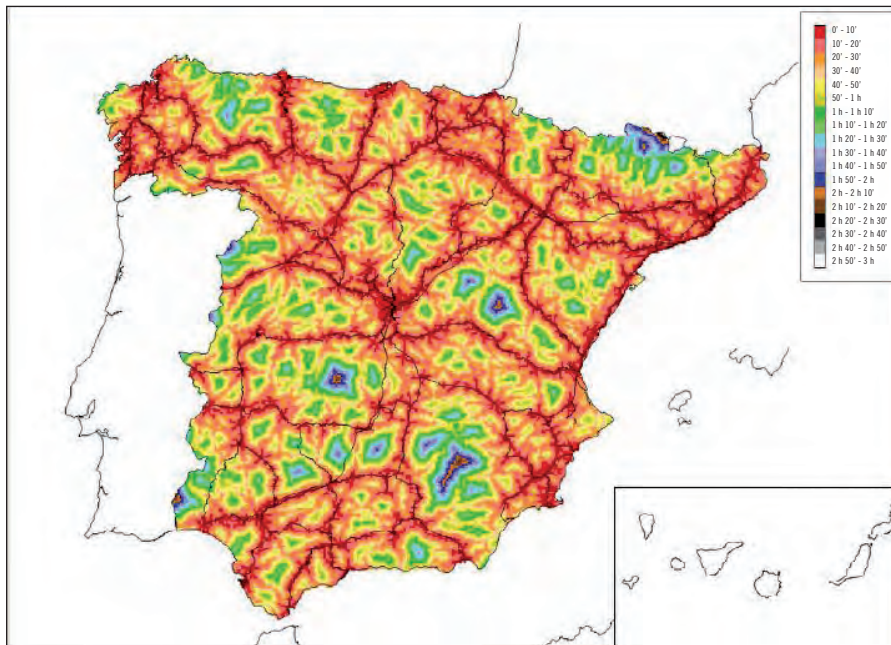 0' - 10'
10' - 20'
20' - 30'
30' - 40'
40' - 50'
50' - 1 h
1 h - 1 h 10'
1 h 10' - 1 h 20'
1 h 20' - 1 h 30'
1 h 30' - 1 h 40'
1 h 40' - 1 h 50'
1 h 50' - 2 h
2 h - 2 h 10'
2 h 10' - 2 h 20'
2 h 20' - 2 h 30'
2 h 30' - 2 h 40'
2 h 40' - 2 h 50'
2 h 50' - 3 h